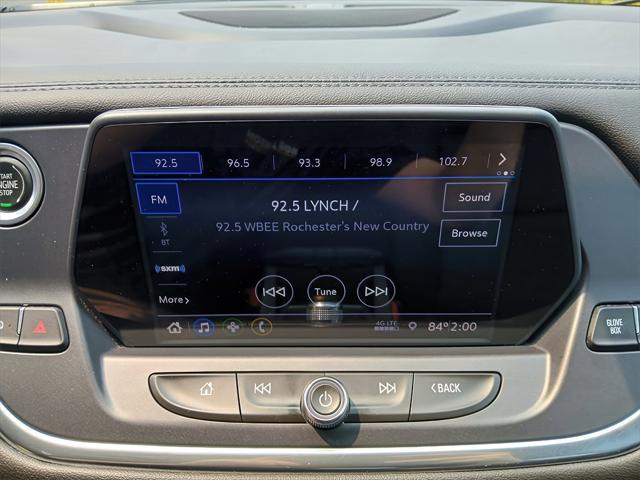 92.5 96.5 93.3 98.9 102.7
START
ENGINE
STOP
FM
92.5 LYNCH /
Sound
92.5 WBEE Rochester's New Country
Browse
BT
sxm
More
Tune
4G LTE
84° 2:00
GLOVE
BOX
BACK